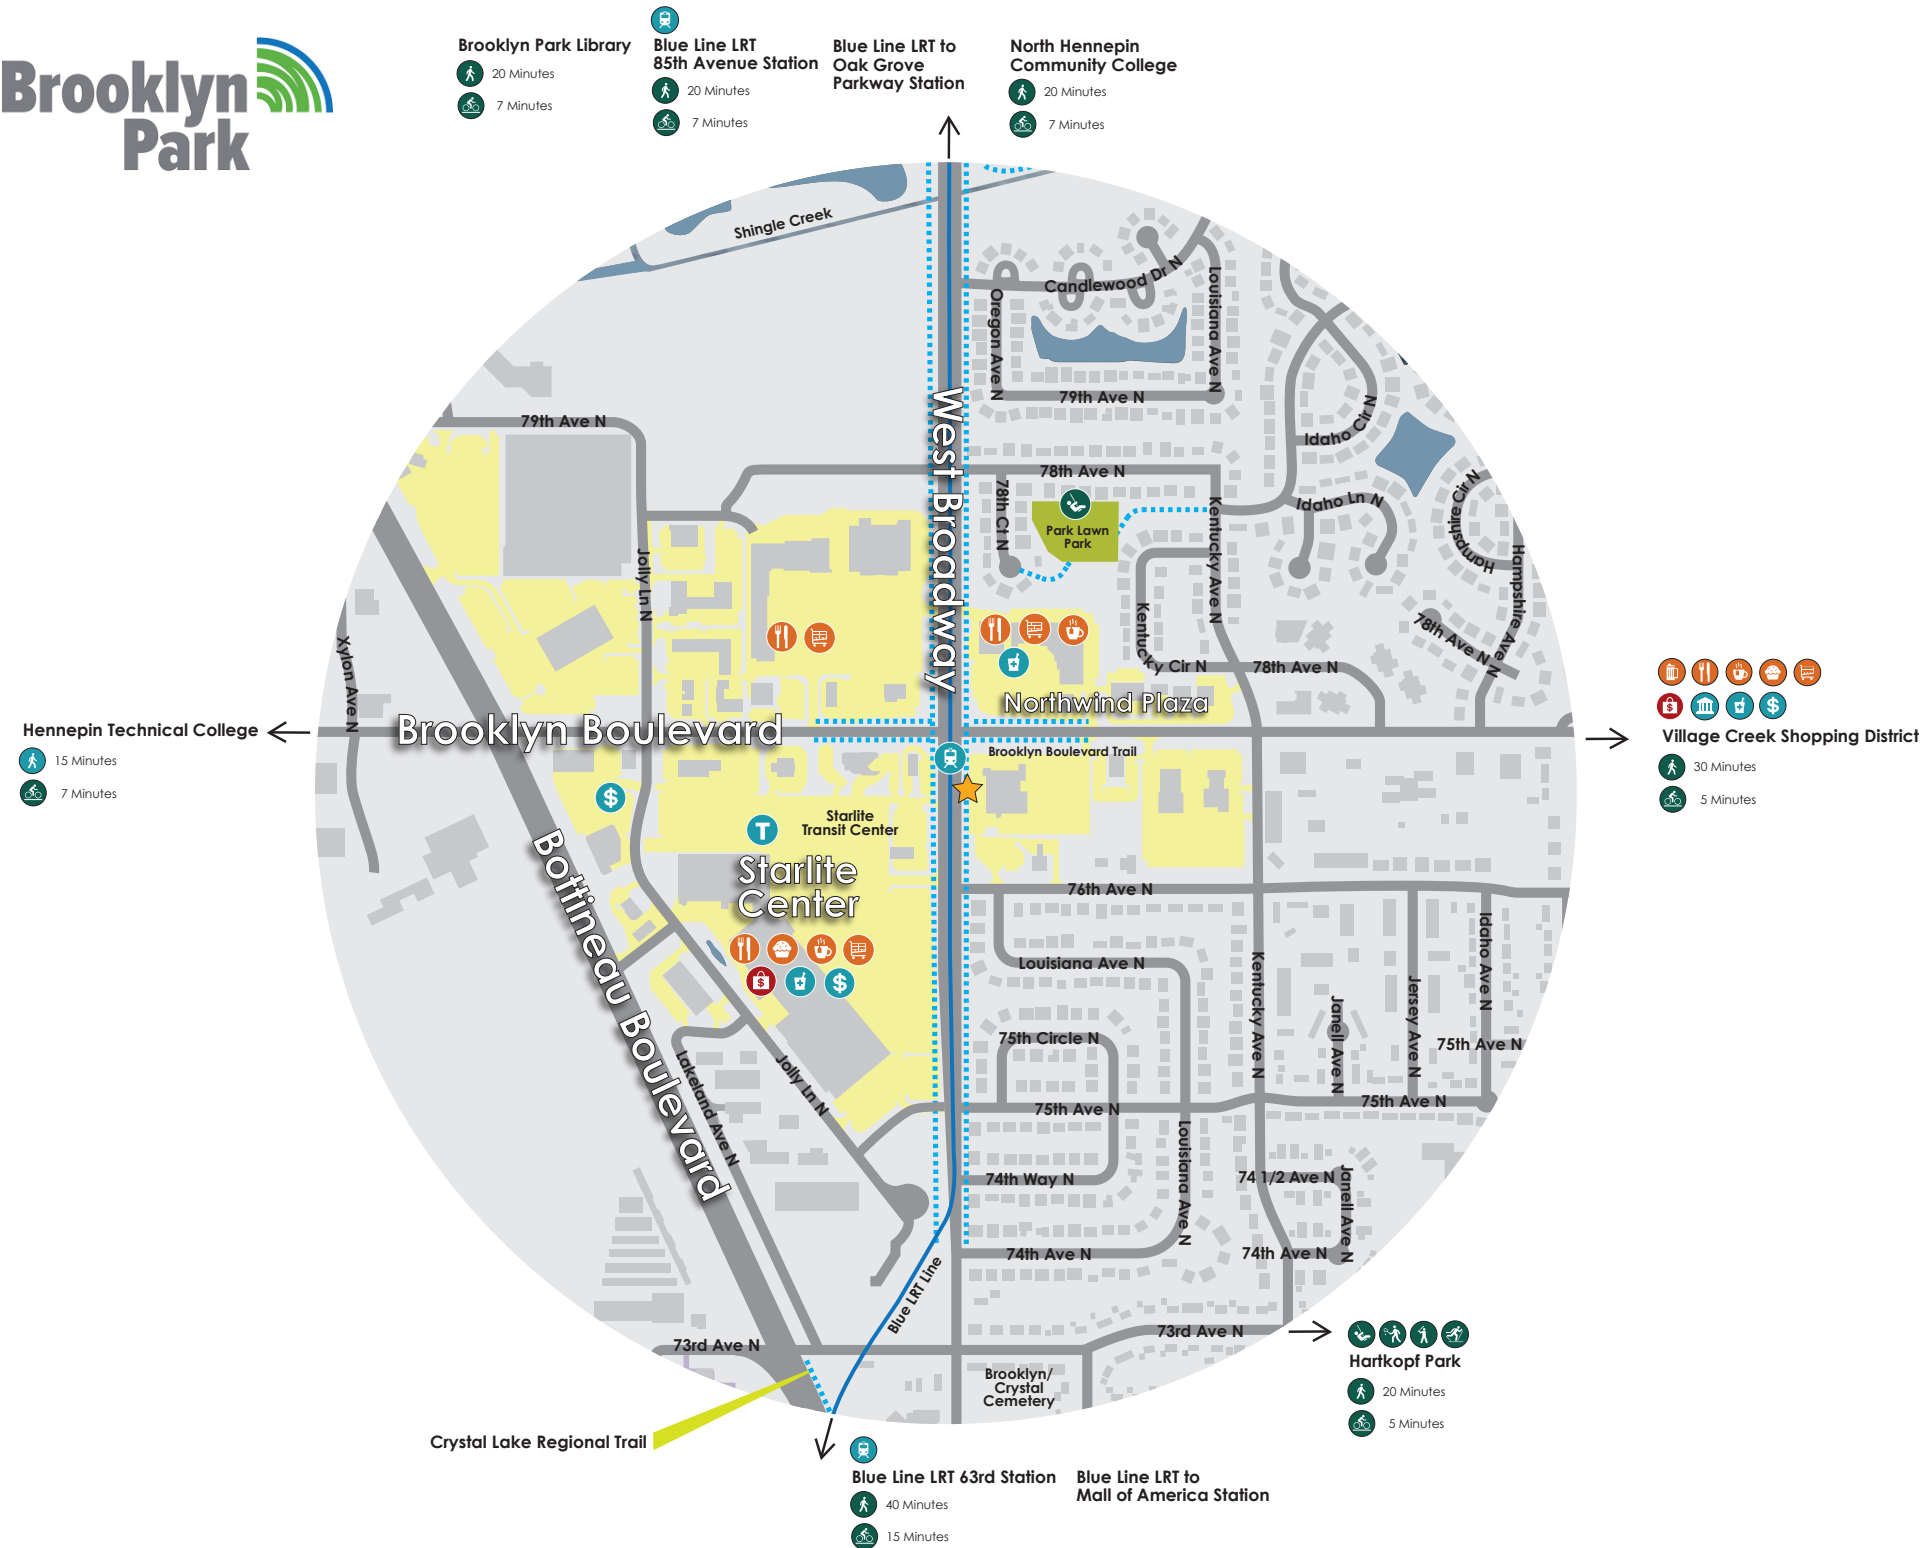 Brooklyn
Park
Brooklyn Park Library
20 Minutes
7 Minutes
Blue Line LRT
85th Avenue Station
20 Minutes
7 Minutes
Blue Line LRT to
Oak Grove
Parkway Station
North Hennepin
Community College
20 Minutes
7 Minutes
Shingle Creek
Candlewood Dr N
Oregon Ave N
Louisiana Ave N
79th Ave N
79th Ave N
Idaho Cir N
West Broadway
78th Ave N
78th Ct N
Park Lawn
Park
Kentucky Ave N
Idaho Ln N
Hampshire Cir N
Hampshire Ave N
Jolly Ln N
Kentucky Cir N
78th Ave N
78th Ave N
Xylon Ave N
Northwind Plaza
Brooklyn Boulevard
Hennepin Technical College
15 Minutes
7 Minutes
Village Creek Shopping District
30 Minutes
5 Minutes
Brooklyn Boulevard Trail
$
$
$
T
Starlite
Transit Center
Starlite
Center
$
$
Bottineau Boulevard
76th Ave N
Louisiana Ave N
Kentucky Ave N
Janell Ave N
Jersey Ave N
Idaho Ave N
75th Ave N
75th Circle N
75th Ave N
75th Ave N
Lakeland Ave N
Jolly Ln N
Louisiana Ave N
74th Way N
74 1/2 Ave N
Janell Ave N
74th Ave N
74th Ave N
Blue LRT Line
73rd Ave N
73rd Ave N
Brooklyn/
Crystal
Cemetery
Hartkopf Park
20 Minutes
5 Minutes
Crystal Lake Regional Trail
Blue Line LRT 63rd Station
40 Minutes
15 Minutes
Blue Line LRT to
Mall of America Station